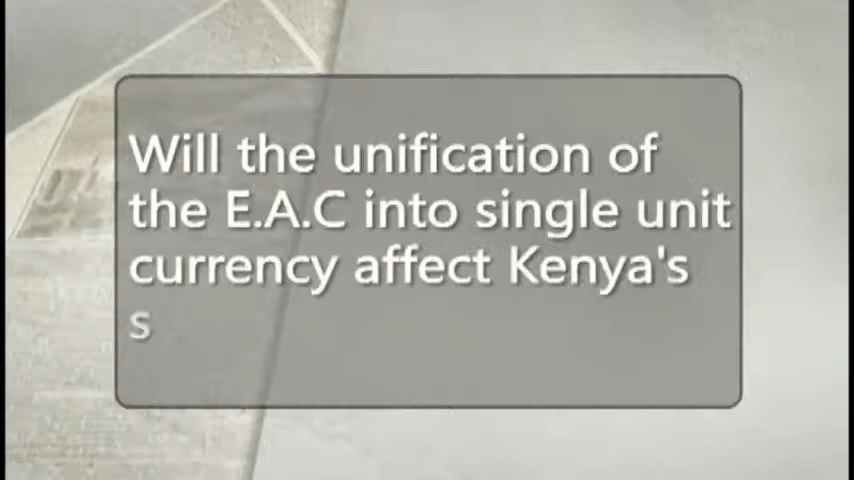 Will the unification of
the E.A.C into single unit
currency affect Kenya's
s